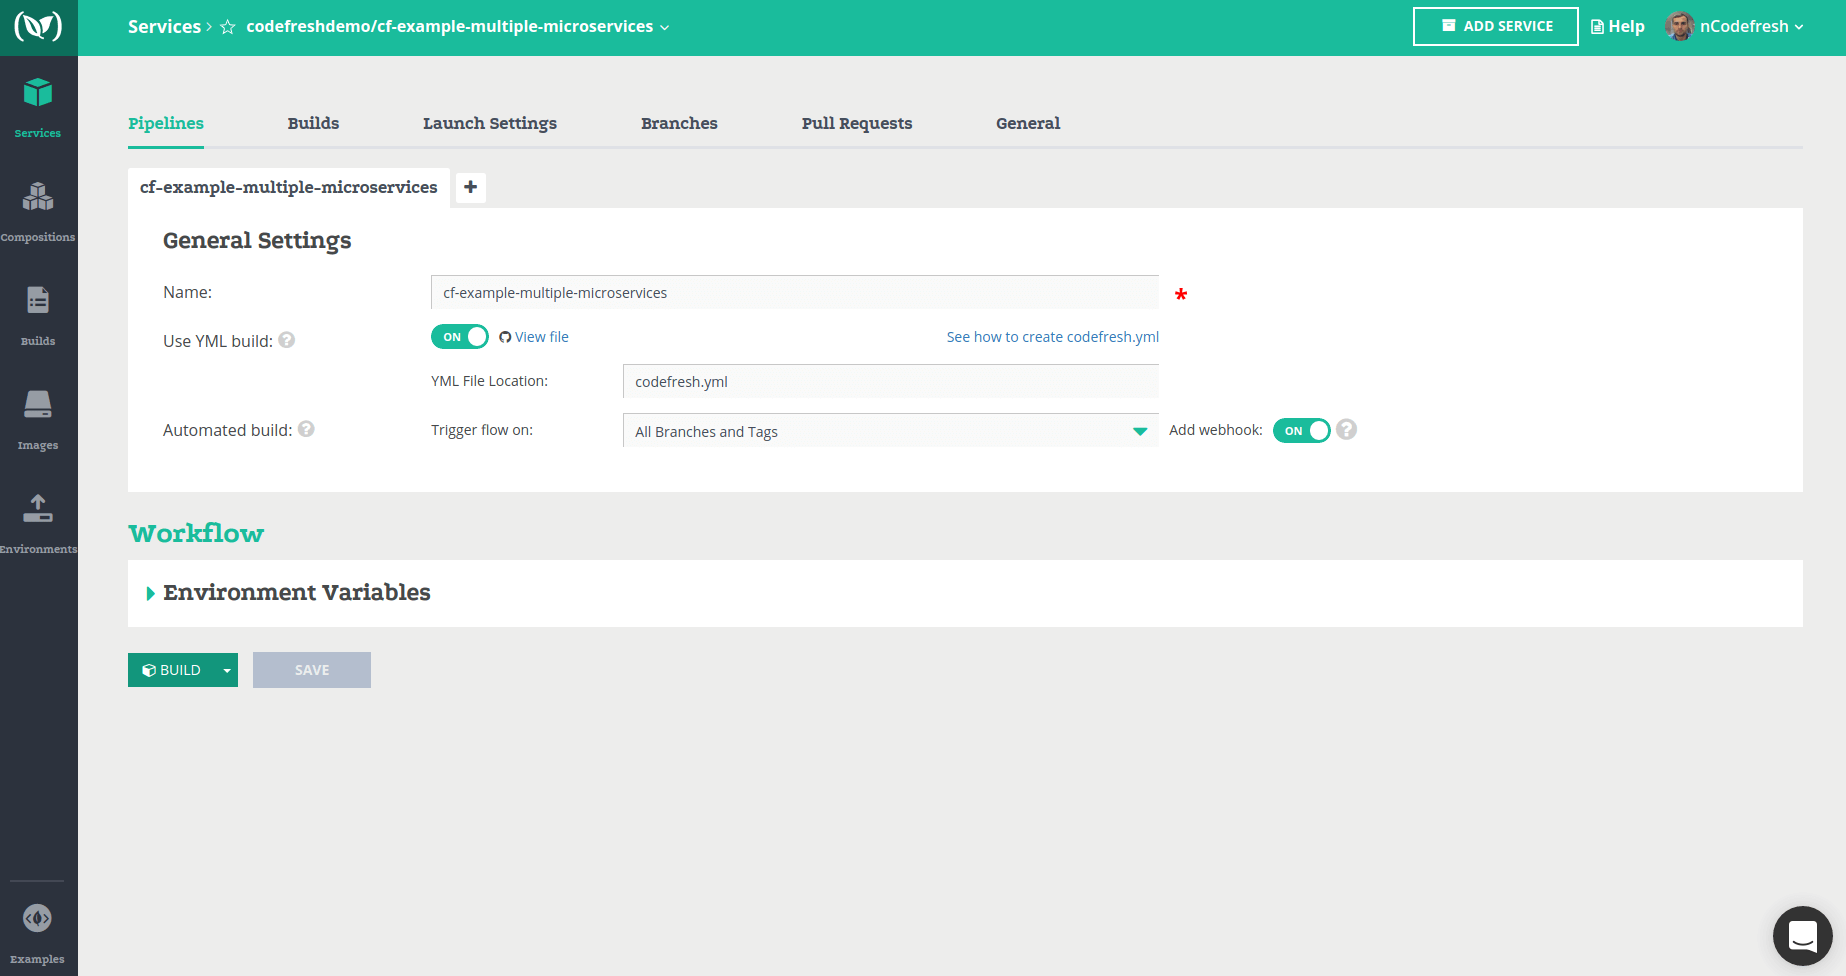 Services › codefreshdemo/cf-example-multiple-microservices
ADD SERVICE
Help
nCodefresh
Services
Compositions
Builds
Images
Environments
Examples
Pipelines Builds Launch Settings Branches Pull Requests General
cf-example-multiple-microservices +
General Settings
Name: cf-example-multiple-microservices *
Use YML build: ? ON View file See how to create codefresh.yml
YML File Location: codefresh.yml
Automated build: ? Trigger flow on: All Branches and Tags Add webhook: ON ?
Workflow
Environment Variables
BUILD SAVE